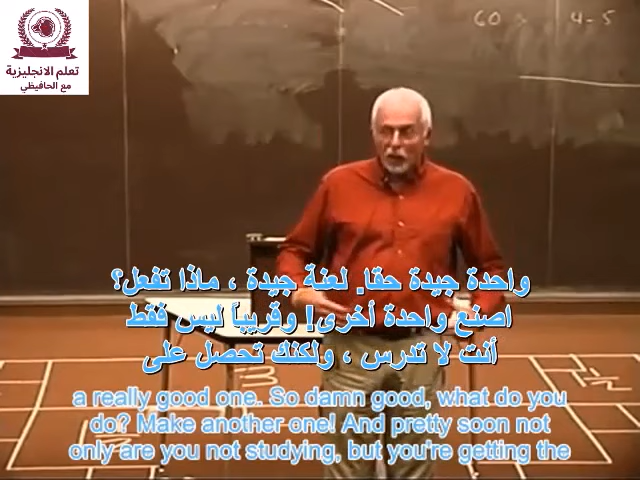 تعلم الانجليزية
مع الحافيظي
60
4-5
واحدة جيدة حقا. لعنة جيدة ، ماذا تفعل؟
اصنع واحدة أخرى! وقريباً ليس فقط
أنت لا تدرس ، ولكنك تحصل على
a really good one. So damn good, what do you
do? Make another one! And pretty soon not
only are you not studying, but you're getting the